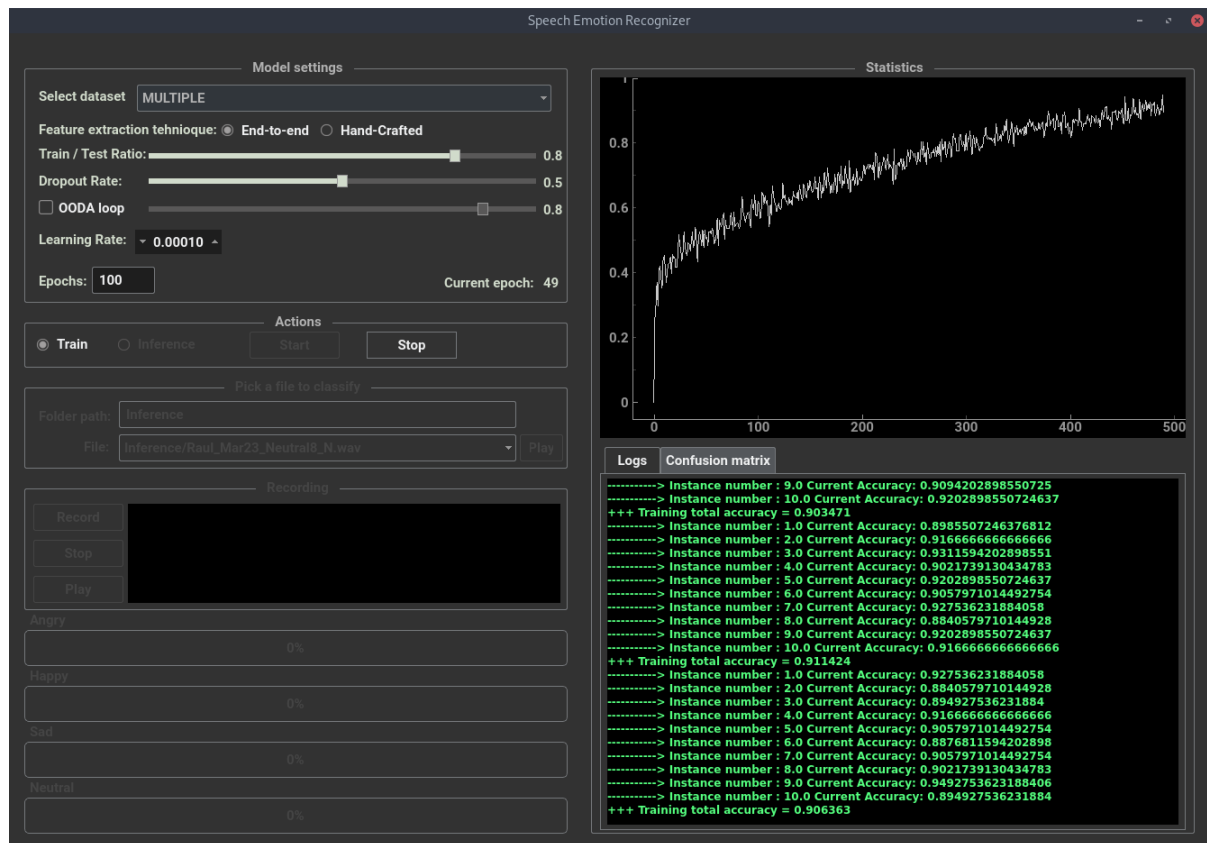 Speech Emotion Recognizer
Model settings
Select dataset MULTIPLE
Feature extraction tehnioque: End-to-end Hand-Crafted
Train / Test Ratio: 0.8
Dropout Rate: 0.5
OODA loop 0.8
Learning Rate: 0.00010
Epochs: 100 Current epoch: 49
Actions
Train Inference Start Stop
Pick a file to classify
Folder path: Inference
File: Inference/Raul_Mar23_Neutral8_N.wav Play
Recording
Record
Stop
Play
Angry
0%
Happy
0%
Sad
0%
Neutral
0%
Statistics
1
0.8
0.6
0.4
0.2
0
0 100 200 300 400 500
Logs Confusion matrix
-----------> Instance number : 9.0 Current Accuracy: 0.9094202898550725
-----------> Instance number : 10.0 Current Accuracy: 0.9202898550724637
+++ Training total accuracy = 0.903471
-----------> Instance number : 1.0 Current Accuracy: 0.8985507246376812
-----------> Instance number : 2.0 Current Accuracy: 0.9166666666666666
-----------> Instance number : 3.0 Current Accuracy: 0.9311594202898551
-----------> Instance number : 4.0 Current Accuracy: 0.9021739130434783
-----------> Instance number : 5.0 Current Accuracy: 0.9202898550724637
-----------> Instance number : 6.0 Current Accuracy: 0.9057971014492754
-----------> Instance number : 7.0 Current Accuracy: 0.927536231884058
-----------> Instance number : 8.0 Current Accuracy: 0.8840579710144928
-----------> Instance number : 9.0 Current Accuracy: 0.9202898550724637
-----------> Instance number : 10.0 Current Accuracy: 0.9166666666666666
+++ Training total accuracy = 0.911424
-----------> Instance number : 1.0 Current Accuracy: 0.927536231884058
-----------> Instance number : 2.0 Current Accuracy: 0.8840579710144928
-----------> Instance number : 3.0 Current Accuracy: 0.894927536231884
-----------> Instance number : 4.0 Current Accuracy: 0.9166666666666666
-----------> Instance number : 5.0 Current Accuracy: 0.9057971014492754
-----------> Instance number : 6.0 Current Accuracy: 0.8876811594202898
-----------> Instance number : 7.0 Current Accuracy: 0.9057971014492754
-----------> Instance number : 8.0 Current Accuracy: 0.9021739130434783
-----------> Instance number : 9.0 Current Accuracy: 0.9492753623188406
-----------> Instance number : 10.0 Current Accuracy: 0.894927536231884
+++ Training total accuracy = 0.906363